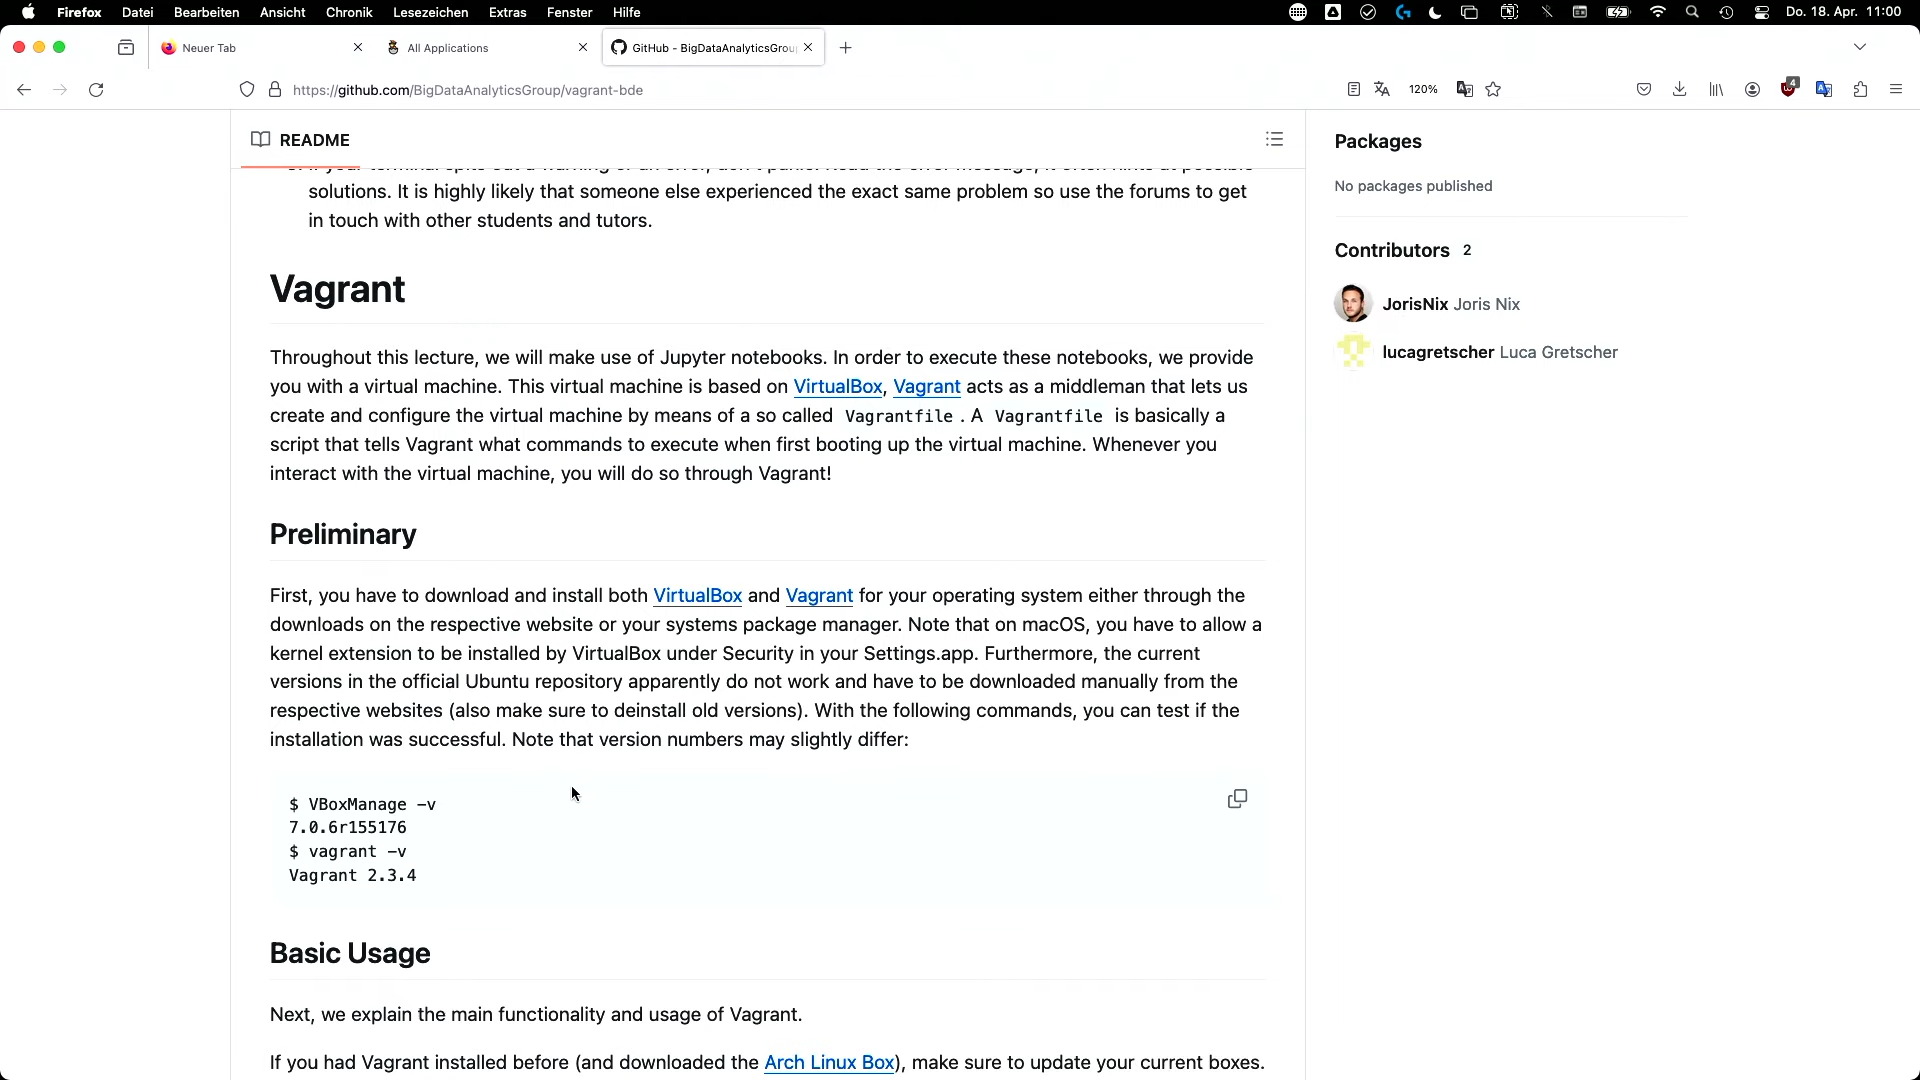 Firefox Datei Bearbeiten Ansicht Chronik Lesezeichen Extras Fenster Hilfe Do. 18. Apr. 11:00
Neuer Tab All Applications GitHub - BigDataAnalyticsGrou
https://github.com/BigDataAnalyticsGroup/vagrant-bde 120% 4
README
solutions. It is highly likely that someone else experienced the exact same problem so use the forums to get
in touch with other students and tutors.
Vagrant
Throughout this lecture, we will make use of Jupyter notebooks. In order to execute these notebooks, we provide
you with a virtual machine. This virtual machine is based on VirtualBox, Vagrant acts as a middleman that lets us
create and configure the virtual machine by means of a so called Vagrantfile. A Vagrantfile is basically a
script that tells Vagrant what commands to execute when first booting up the virtual machine. Whenever you
interact with the virtual machine, you will do so through Vagrant!
Preliminary
First, you have to download and install both VirtualBox and Vagrant for your operating system either through the
downloads on the respective website or your systems package manager. Note that on macOS, you have to allow a
kernel extension to be installed by VirtualBox under Security in your Settings.app. Furthermore, the current
versions in the official Ubuntu repository apparently do not work and have to be downloaded manually from the
respective websites (also make sure to deinstall old versions). With the following commands, you can test if the
installation was successful. Note that version numbers may slightly differ:
$ VBoxManage -v
7.0.6r155176
$ vagrant -v
Vagrant 2.3.4
Basic Usage
Next, we explain the main functionality and usage of Vagrant.
If you had Vagrant installed before (and downloaded the Arch Linux Box), make sure to update your current boxes.
Packages
No packages published
Contributors 2
JorisNix Joris Nix
lucagretscher Luca Gretscher